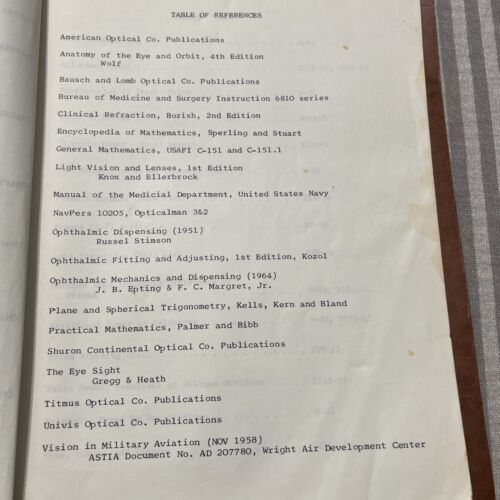 TABLE OF REFERENCES
American Optical Co. Publications
Anatomy of the Eye and Orbit, 4th Edition
Wolf
Bausch and Lomb Optical Co. Publications
Bureau of Medicine and Surgery Instruction 6810 series
Clinical Refraction, Borish, 2nd Edition
Encyclopedia of Mathematics, Sperling and Stuart
General Mathematics, USAFI C-151 and C-151.1
Light Vision and Lenses, 1st Edition
Knox and Ellerbrock
Manual of the Medicial Department, United States Navy
NavPers 10205, Opticalman 3&2
Ophthalmic Dispensing (1951)
Russel Stimson
Ophthalmic Fitting and Adjusting, 1st Edition, Kozol
Ophthalmic Mechanics and Dispensing (1964)
J. B. Epting & F. C. Margret, Jr.
Plane and Spherical Trigonometry, Kells, Kern and Bland
Practical Mathematics, Palmer and Bibb
Shuron Continental Optical Co. Publications
The Eye Sight
Gregg & Heath
Titmus Optical Co. Publications
Univis Optical Co. Publications
Vision in Military Aviation (NOV 1958)
ASTIA Document No. AD 207780, Wright Air Development Center